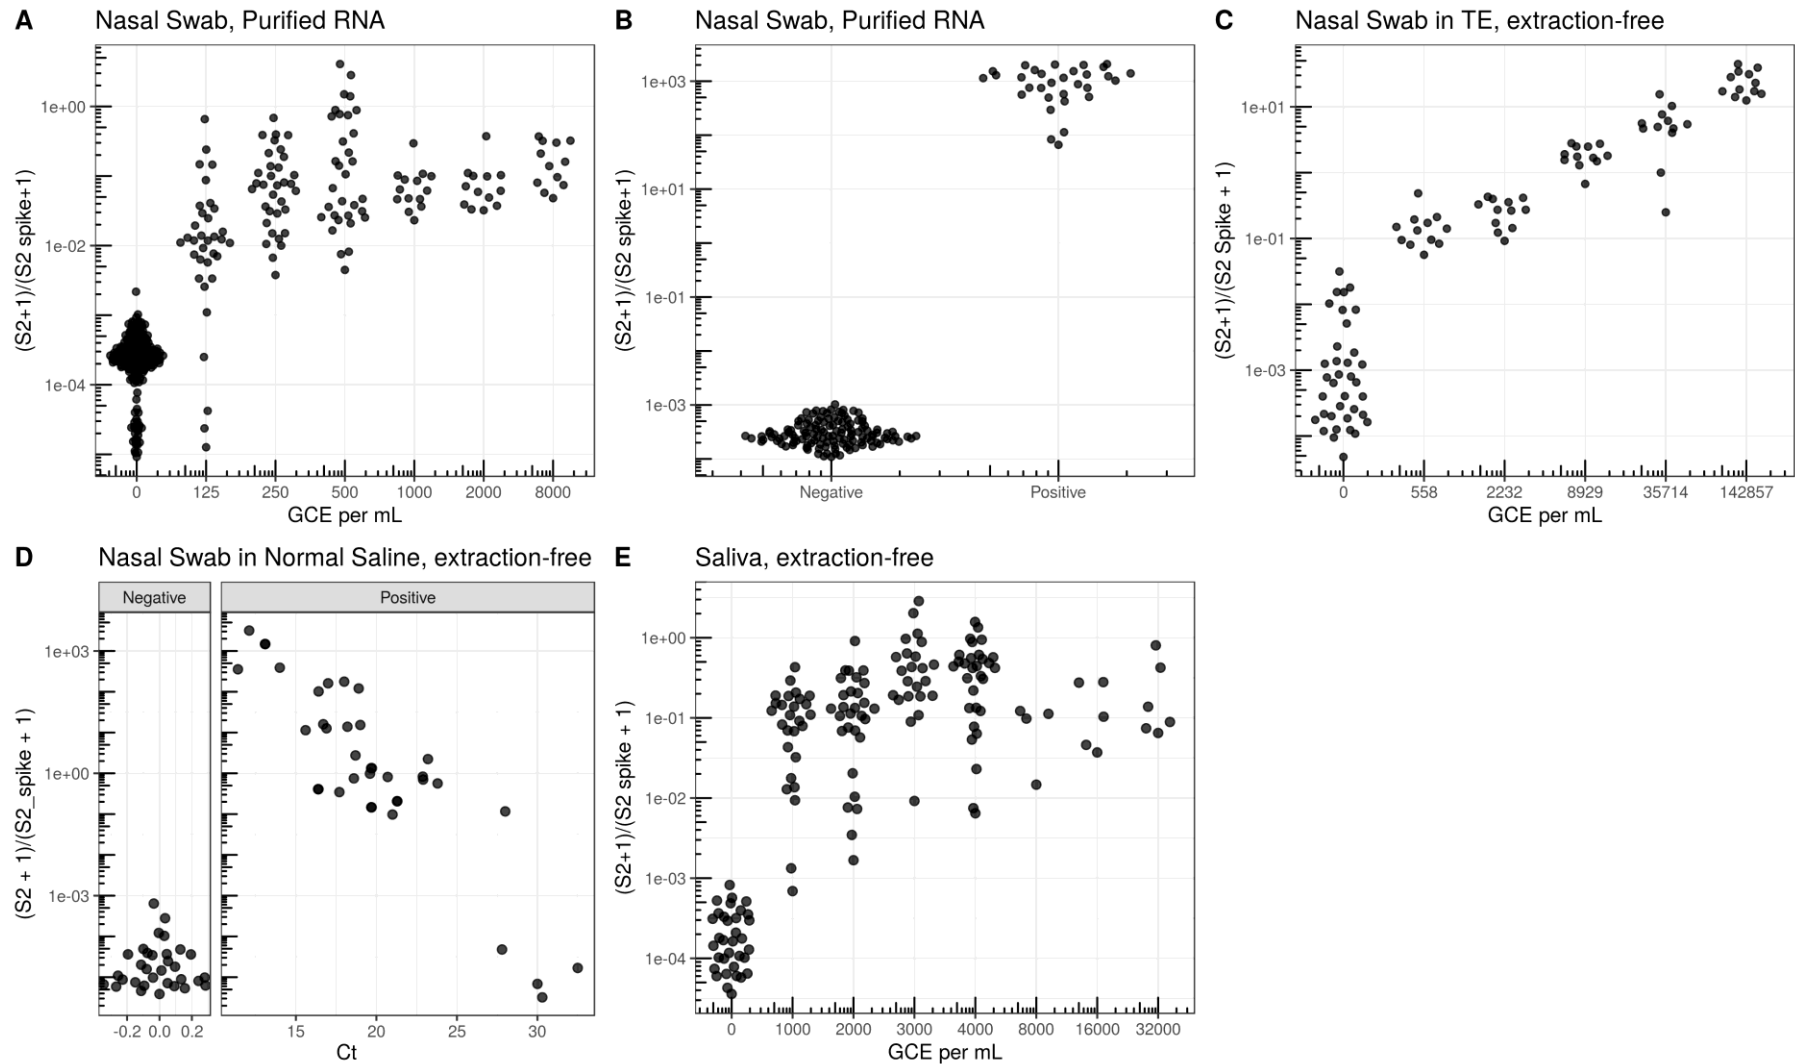 A Nasal Swab, Purified RNA
(S2+1)/(S2 spike+1)
1e+00
1e-02
1e-04
0 125 250 500 1000 2000 8000
GCE per mL
B Nasal Swab, Purified RNA
(S2+1)/(S2 spike+1)
1e+03
1e+01
1e-01
1e-03
Negative Positive
C Nasal Swab in TE, extraction-free
(S2+1)/(S2 Spike + 1)
1e+01
1e-01
1e-03
0 558 2232 8929 35714 142857
GCE per mL
D Nasal Swab in Normal Saline, extraction-free
Negative Positive
(S2 + 1)/(S2_spike + 1)
1e+03
1e+00
1e-03
-0.2 0.0 0.2 15 20 25 30
Ct
E Saliva, extraction-free
(S2+1)/(S2 spike + 1)
1e+00
1e-01
1e-02
1e-03
1e-04
0 1000 2000 3000 4000 8000 16000 32000
GCE per mL